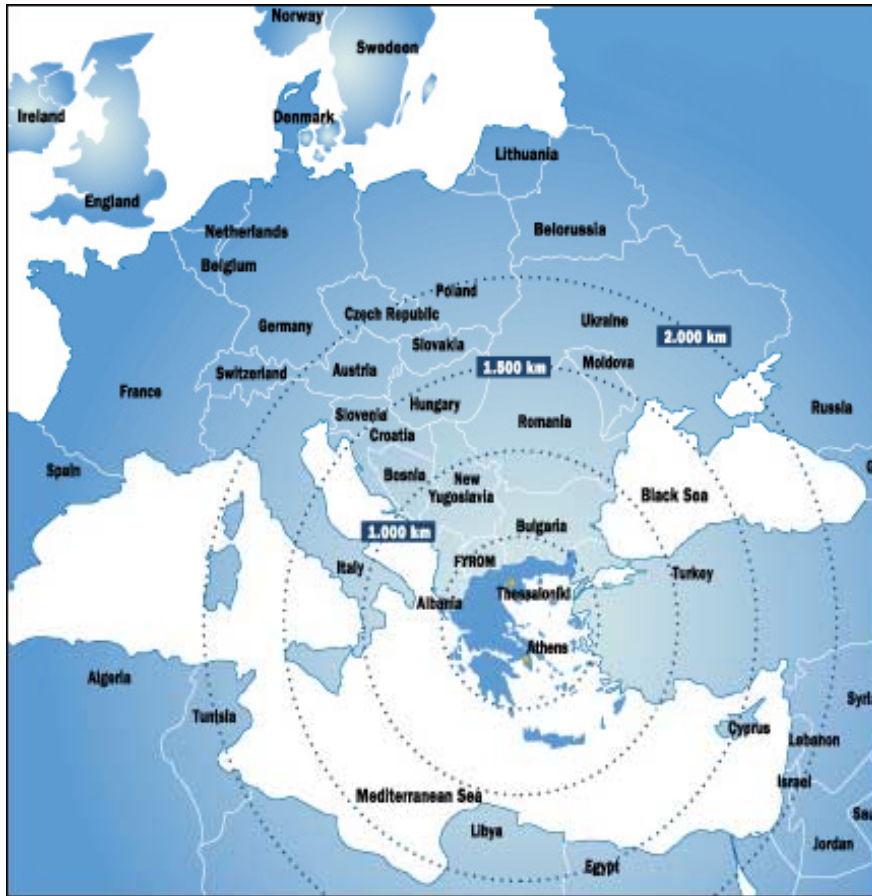 Norway
Swodoon
Ireland
Denmark
Lithuania
England
Netherlands
Belorussia
Belgium
Poland
Czech Republic
Ukraine
Germany
2.000 km
Slovakia
1.500 km
Moldova
Switzerland
Austria
France
Hungary
Russia
Slovenia
Romania
Croatia
Spain
Bosnia
New
Yugoslavia
Black Sea
1.000 km
Bulgaria
Italy
FYROM
Turkey
Albania
Thessaloniki
Athens
Algeria
Tunisia
Cyprus
Lebanon
Israel
Mediterranean Sea
Libya
Jordan
Egypt